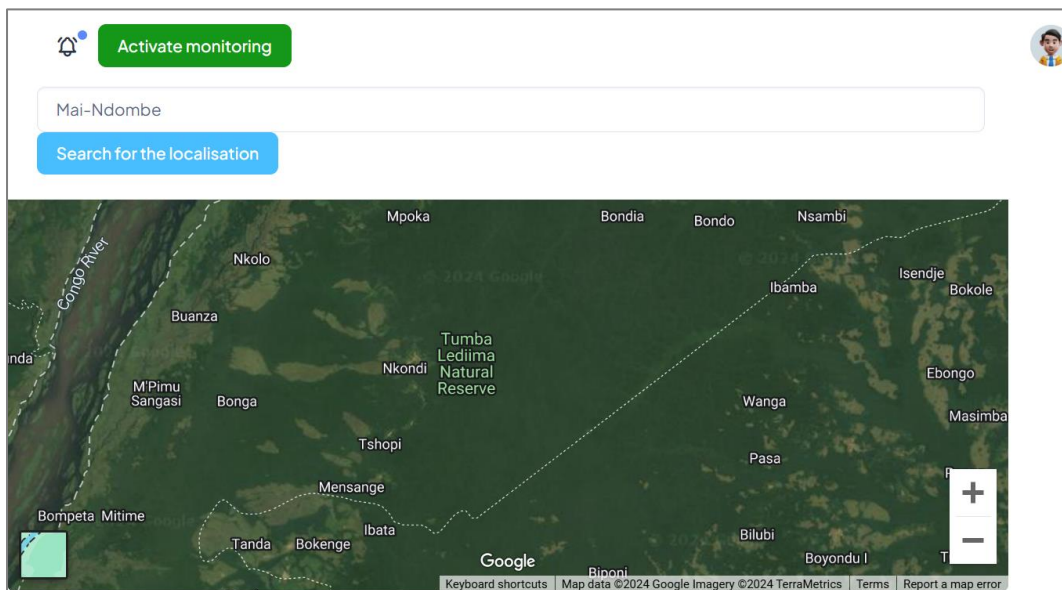 Activate monitoring
Mai-Ndombe
Search for the localisation
Mpoka
Bondia
Bondo
Nsambi
Congo River
Nkolo
© 2024 Google
Isendje
Ibamba
Bokole
Buanza
Tumba
Lediima
Natural
Reserve
nda
Nkondi
Ebongo
M'Pimu
Sangasi
Bonga
Wanga
Masimba
Tshopi
Pasa
Mensange
Bompeta
Mitime
Ibata
Tanda
Bokenge
Bilubi
Google
Boyondu I
Biponi
Keyboard shortcuts
Map data ©2024 Google Imagery ©2024 TerraMetrics
Terms
Report a map error